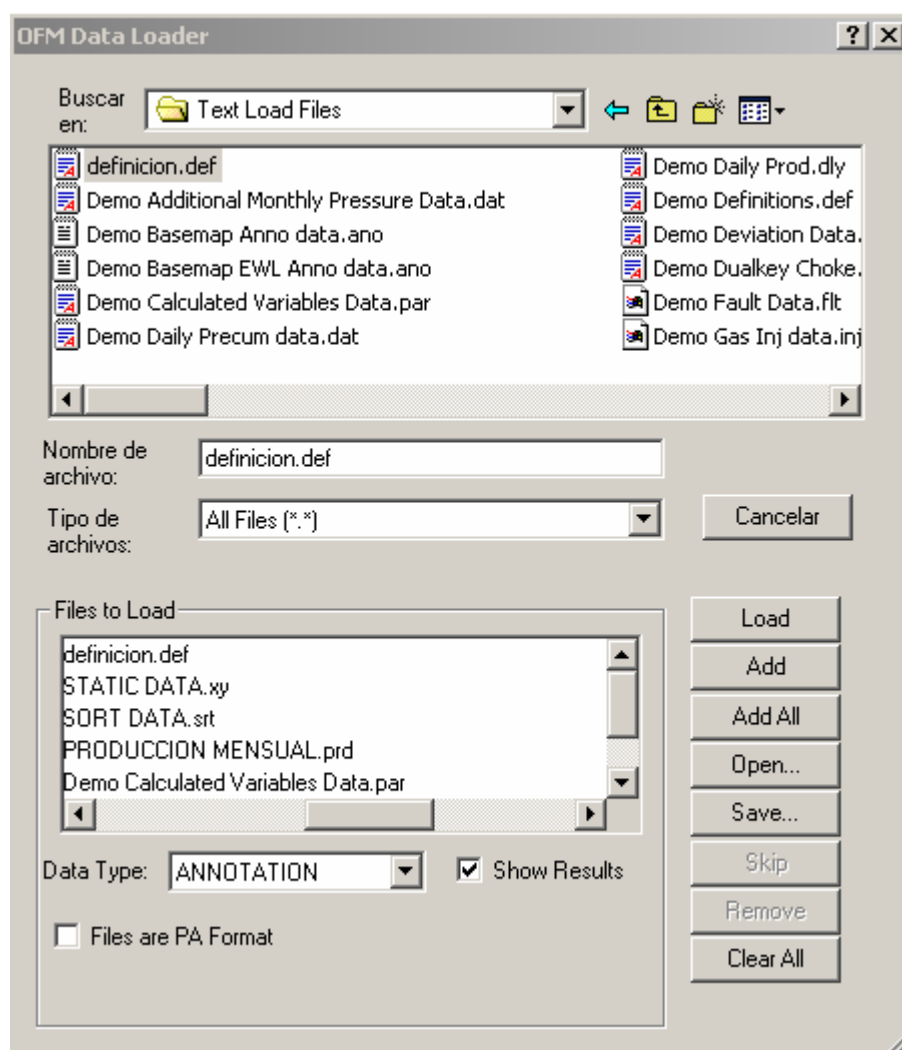 OFM Data Loader
Buscar
en:
Text Load Files
definicion.def
Demo Additional Monthly Pressure Data.dat
Demo Basemap Anno data.ano
Demo Basemap EWL Anno data.ano
Demo Calculated Variables Data.par
Demo Daily Precum data.dat
Demo Daily Prod.dly
Demo Definitions.def
Demo Deviation Data.
Demo Dualkey Choke.
Demo Fault Data.flt
Demo Gas Inj data.inj
Nombre de
archivo:
definicion.def
Tipo de
archivos:
All Files (*.*)
Cancelar
Files to Load
definicion.def
STATIC DATA.xy
SORT DATA.srt
PRODUCCION MENSUAL.prd
Demo Calculated Variables Data.par
Load
Add
Add All
Open...
Save...
Skip
Remove
Clear All
Data Type:
ANNOTATION
Show Results
Files are PA Format